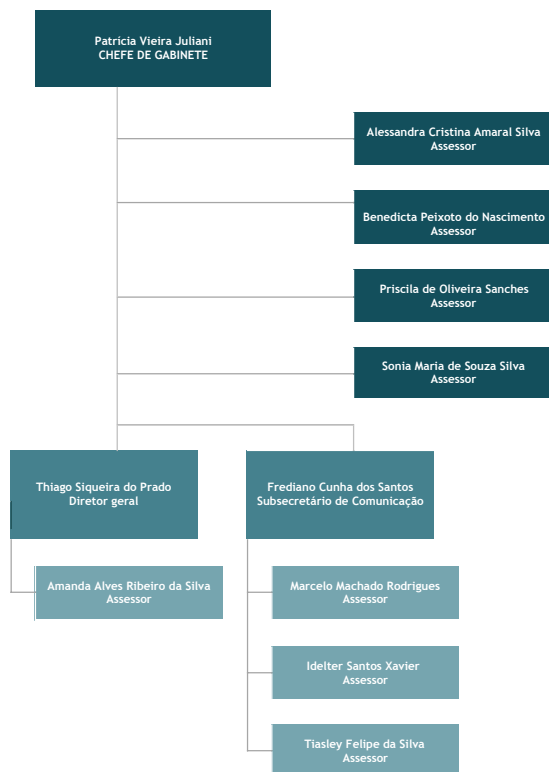 Patrícia Vieira Juliani
CHEFE DE GABINETE
Alessandra Cristina Amaral Silva
Assessor
Benedicta Peixoto do Nascimento
Assessor
Priscila de Oliveira Sanches
Assessor
Sonia Maria de Souza Silva
Assessor
Thiago Siqueira do Prado
Diretor geral
Frediano Cunha dos Santos
Subsecretário de Comunicação
Amanda Alves Ribeiro da Silva
Assessor
Marcelo Machado Rodrigues
Assessor
Idelter Santos Xavier
Assessor
Tiasley Felipe da Silva
Assessor